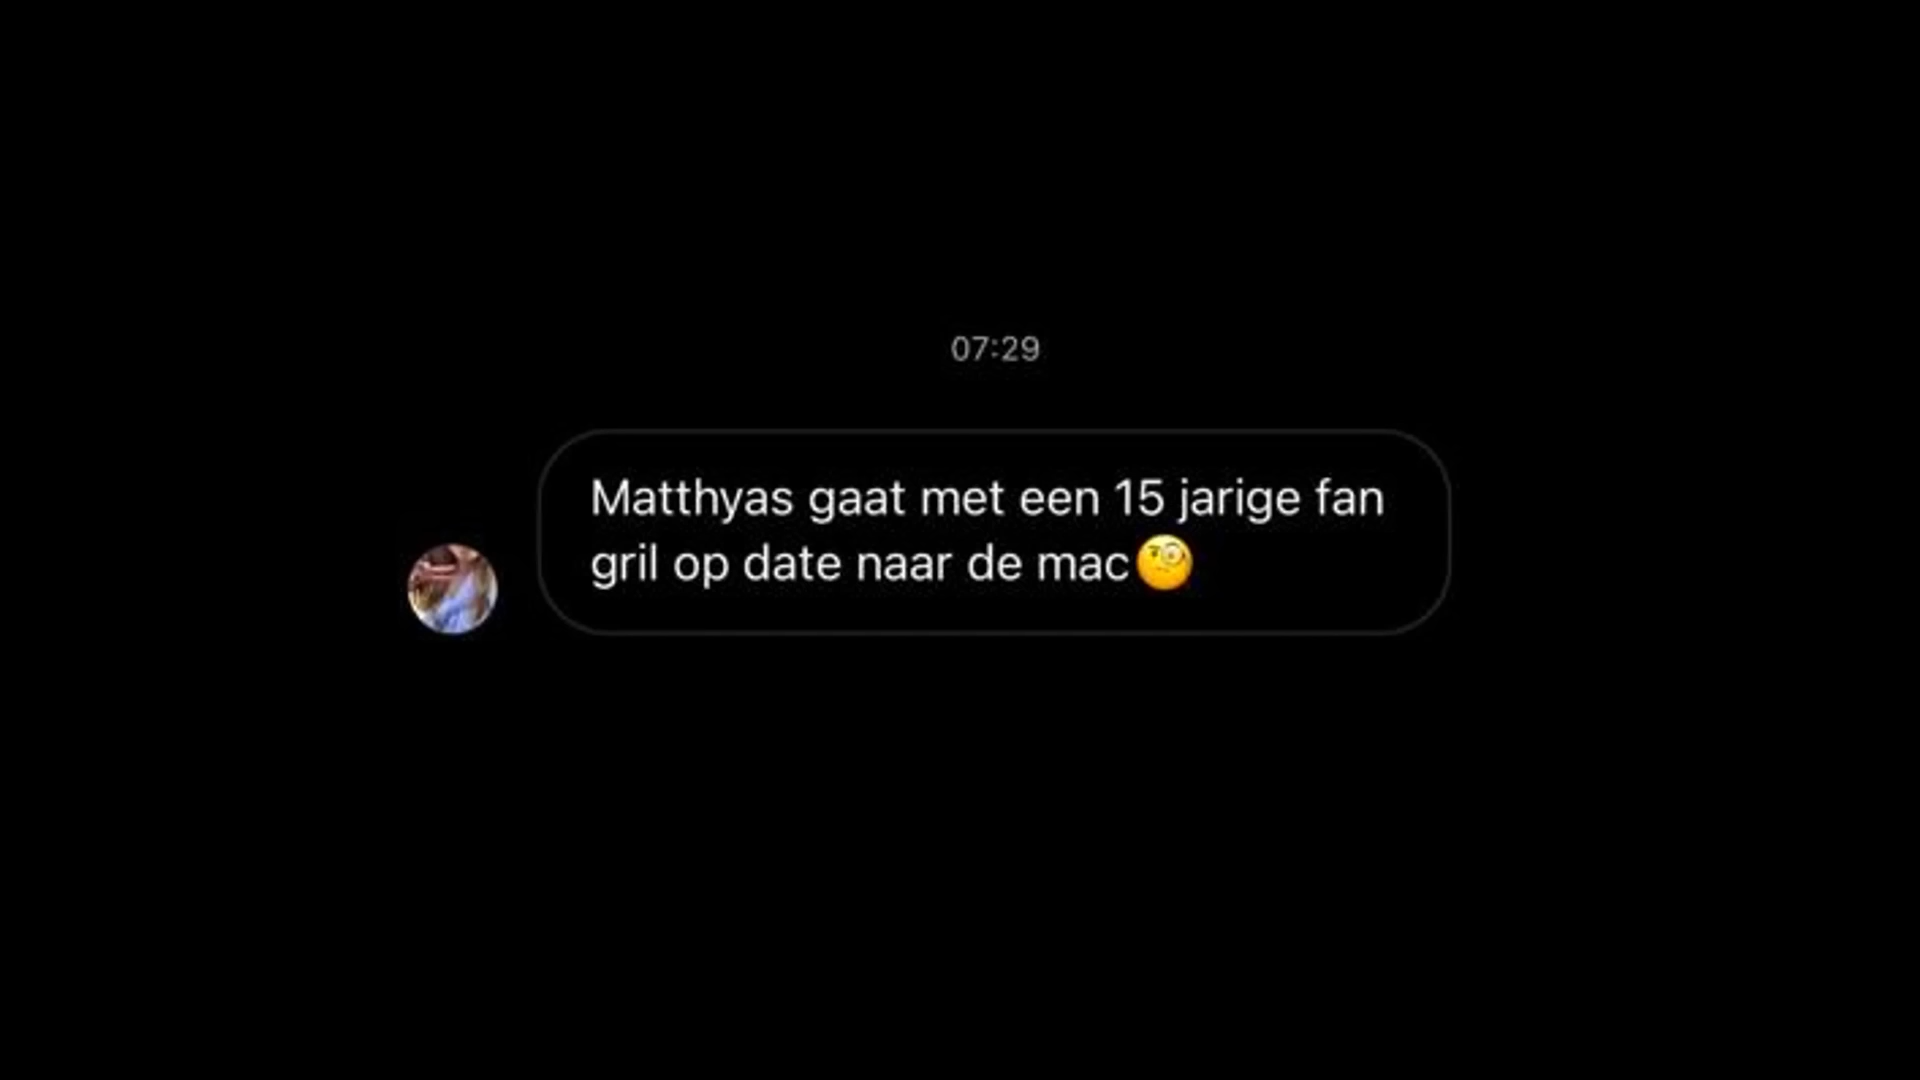 07:29
Matthyas gaat met een 15 jarige fan
gril op date naar de mac🧐